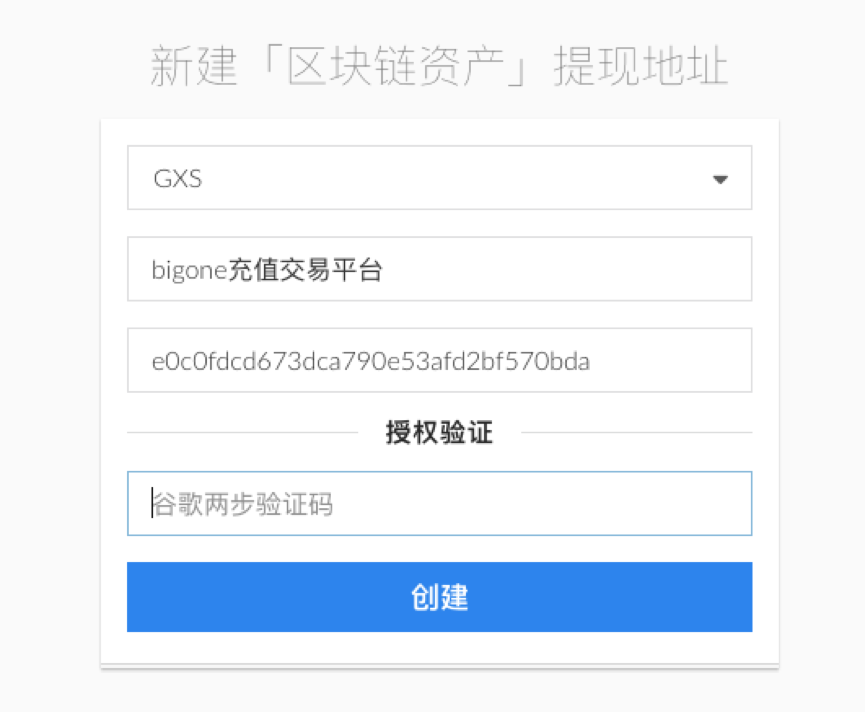 新建「区块链资产」提现地址
GXS
bigone充值交易平台
e0c0fdcd673dca790e53afd2bf570bda
授权验证
谷歌两步验证码
创建